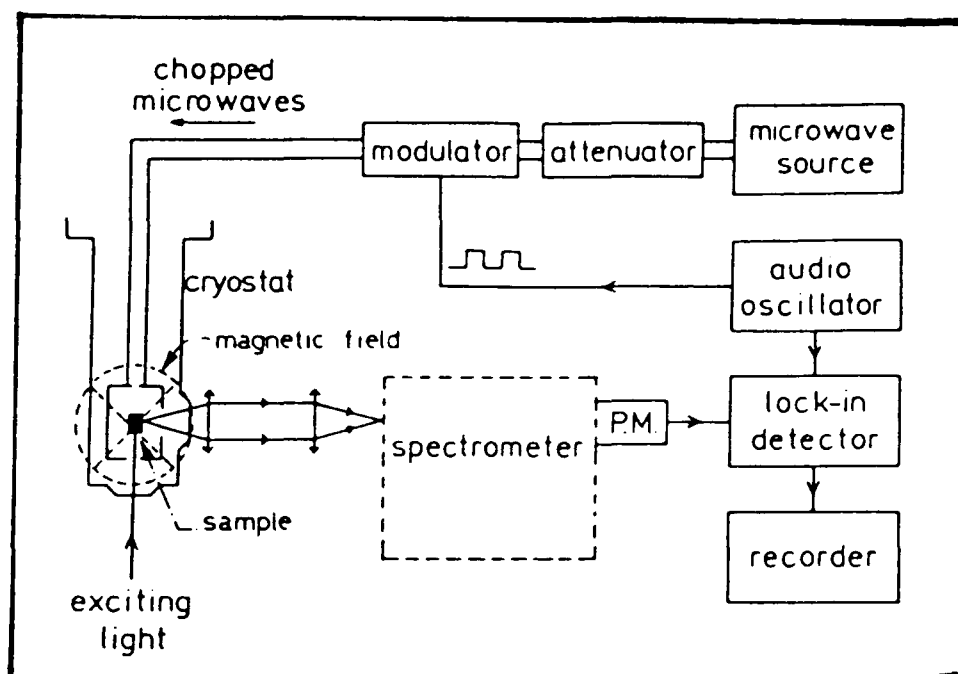 chopped
microwaves
modulator
attenuator
microwave
source
cryostat
audio
oscillator
magnetic field
spectrometer
P.M.
lock-in
detector
sample
recorder
exciting
light